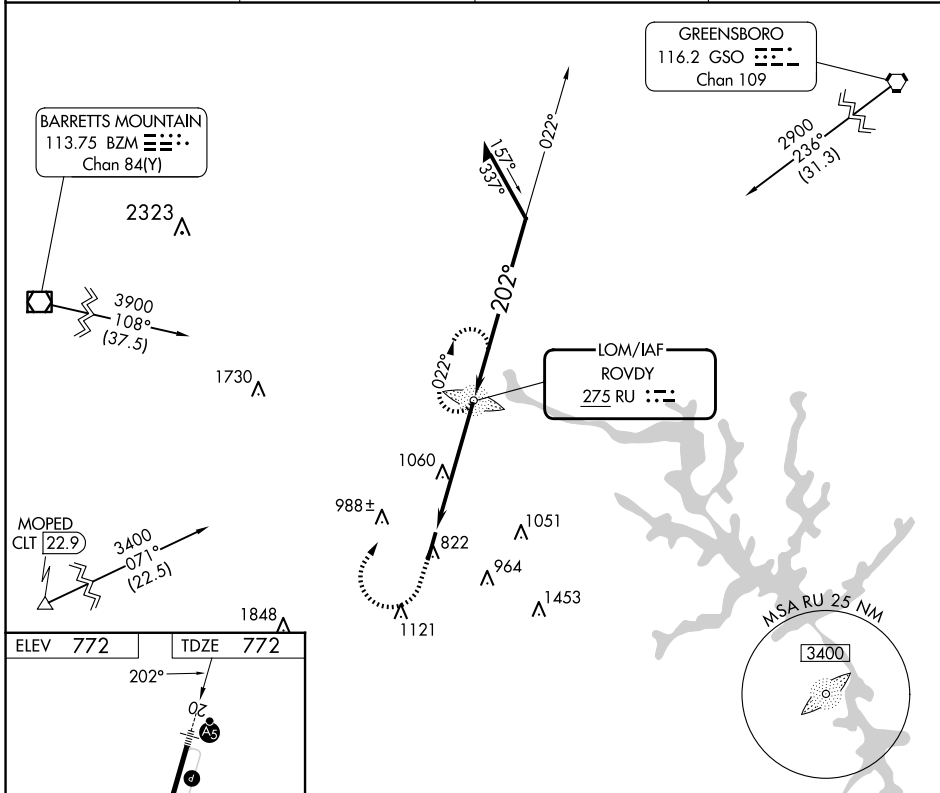 GREENSBORO
116.2 GSO
Chan 109
2900
236°
(31.3)
BARRETTS MOUNTAIN
113.75 BZM
Chan 84(Y)
022°
157°
337°
2323
202°
3900
108°
(37.5)
022°
LOM/IAF
ROVDY
275 RU
1730
1060
988±
1051
MOPED
CLT 22.9
3400
071°
(22.5)
822
964
1453
1848
1121
MSA RU 25 NM
3400
ELEV 772
TDZE 772
202°
20
A5
P